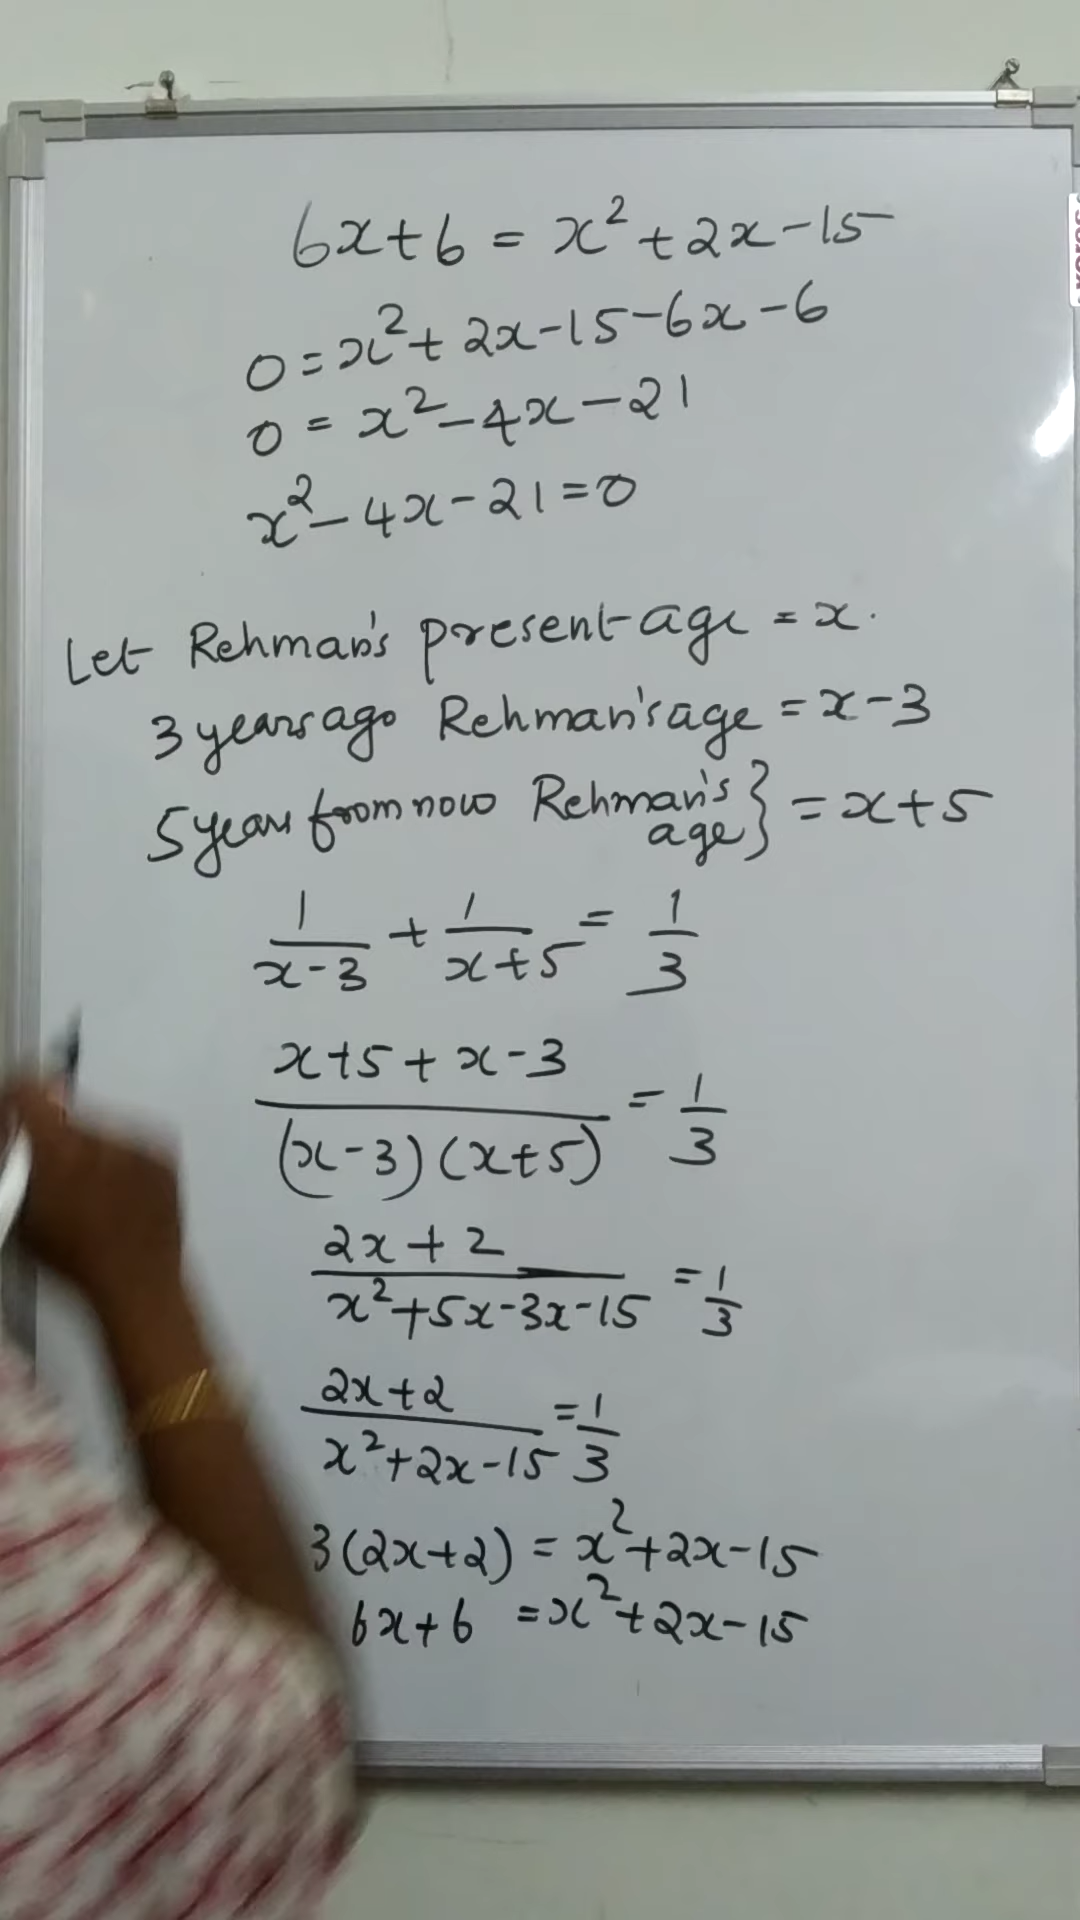 6x+6 = x²+2x-15
0 = x²+2x-15-6x-6
0 = x²-4x-21
x²-4x-21=0
Let Rehman's present age = x.
3 years ago Rehman's age = x-3
5 years from now Rehman's age} = x+5
1/(x-3) + 1/(x+5) = 1/3
(x+5+x-3)/((x-3)(x+5)) = 1/3
(2x+2)/(x²+5x-3x-15) = 1/3
(2x+2)/(x²+2x-15) = 1/3
3(2x+2) = x²+2x-15
6x+6 = x²+2x-15